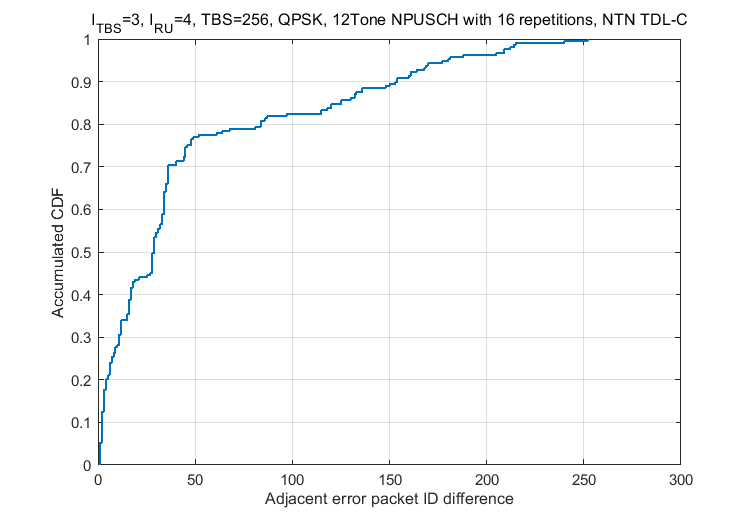 I_TBS=3, I_RU=4, TBS=256, QPSK, 12Tone NPUSCH with 16 repetitions, NTN TDL-C
1
0.9
0.8
0.7
0.6
0.5
0.4
0.3
0.2
0.1
0
Accumulated CDF
0 50 100 150 200 250 300
Adjacent error packet ID difference